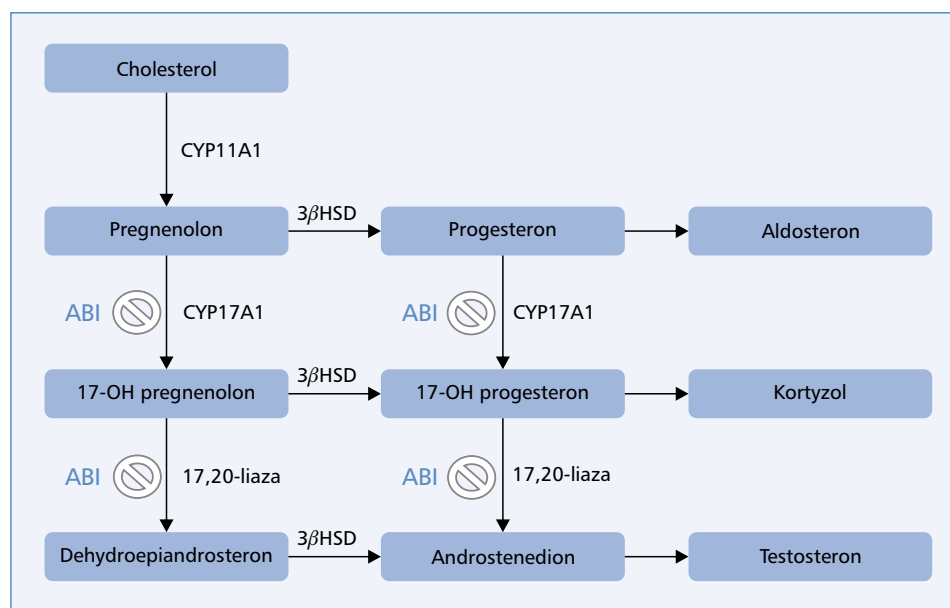 Cholesterol
CYP11A1
3βHSD
Pregnenolon
Progesteron
Aldosteron
ABI
CYP17A1
ABI
CYP17A1
3βHSD
17-OH pregnenolon
17-OH progesteron
Kortyzol
ABI
17,20-liaza
ABI
17,20-liaza
3βHSD
Dehydroepiandrosteron
Androstenedion
Testosteron